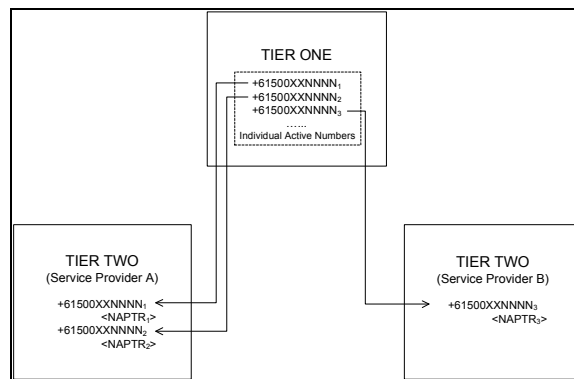 TIER ONE
+61500XXNNNN₁
+61500XXNNNN₂
+61500XXNNNN₃
…...
Individual Active Numbers
TIER TWO
(Service Provider A)
+61500XXNNNN₁
<NAPTR₁>
+61500XXNNNN₂
<NAPTR₂>
TIER TWO
(Service Provider B)
+61500XXNNNN₃
<NAPTR₃>